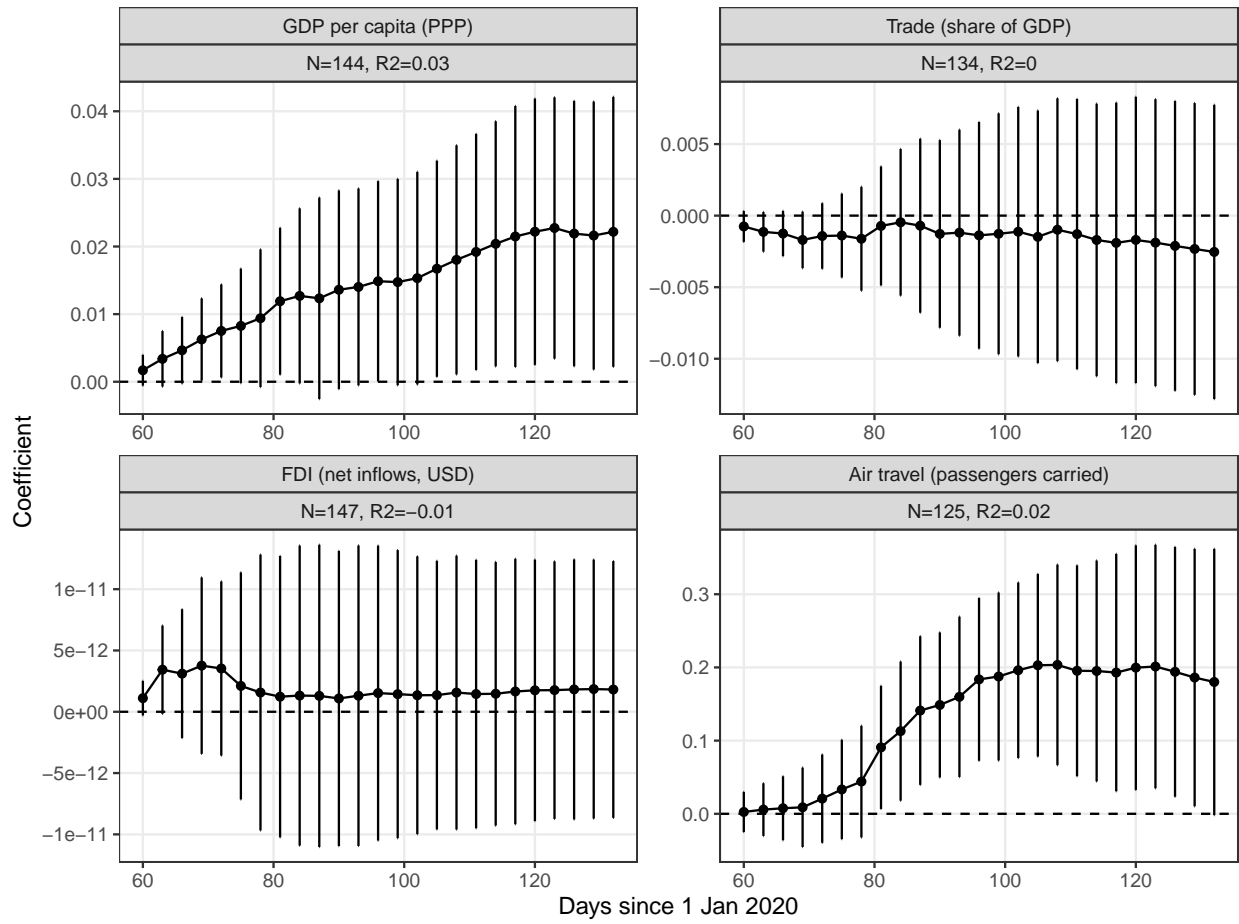 GDP per capita (PPP)
N=144, R2=0.03
0.04
0.03
0.02
0.01
0.00
60 80 100 120
Trade (share of GDP)
N=134, R2=0
0.005
0.000
−0.005
−0.010
60 80 100 120
Coefficient
FDI (net inflows, USD)
N=147, R2=−0.01
1e−11
5e−12
0e+00
−5e−12
−1e−11
60 80 100 120
Air travel (passengers carried)
N=125, R2=0.02
0.3
0.2
0.1
0.0
60 80 100 120
Days since 1 Jan 2020